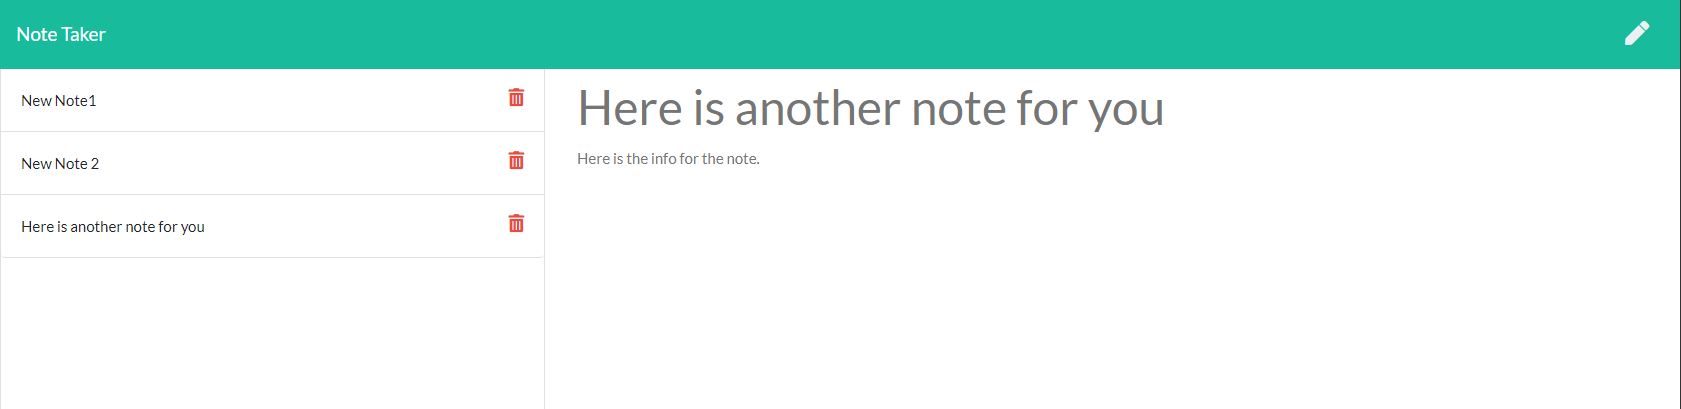 Note Taker
New Note1
New Note 2
Here is another note for you
Here is another note for you
Here is the info for the note.